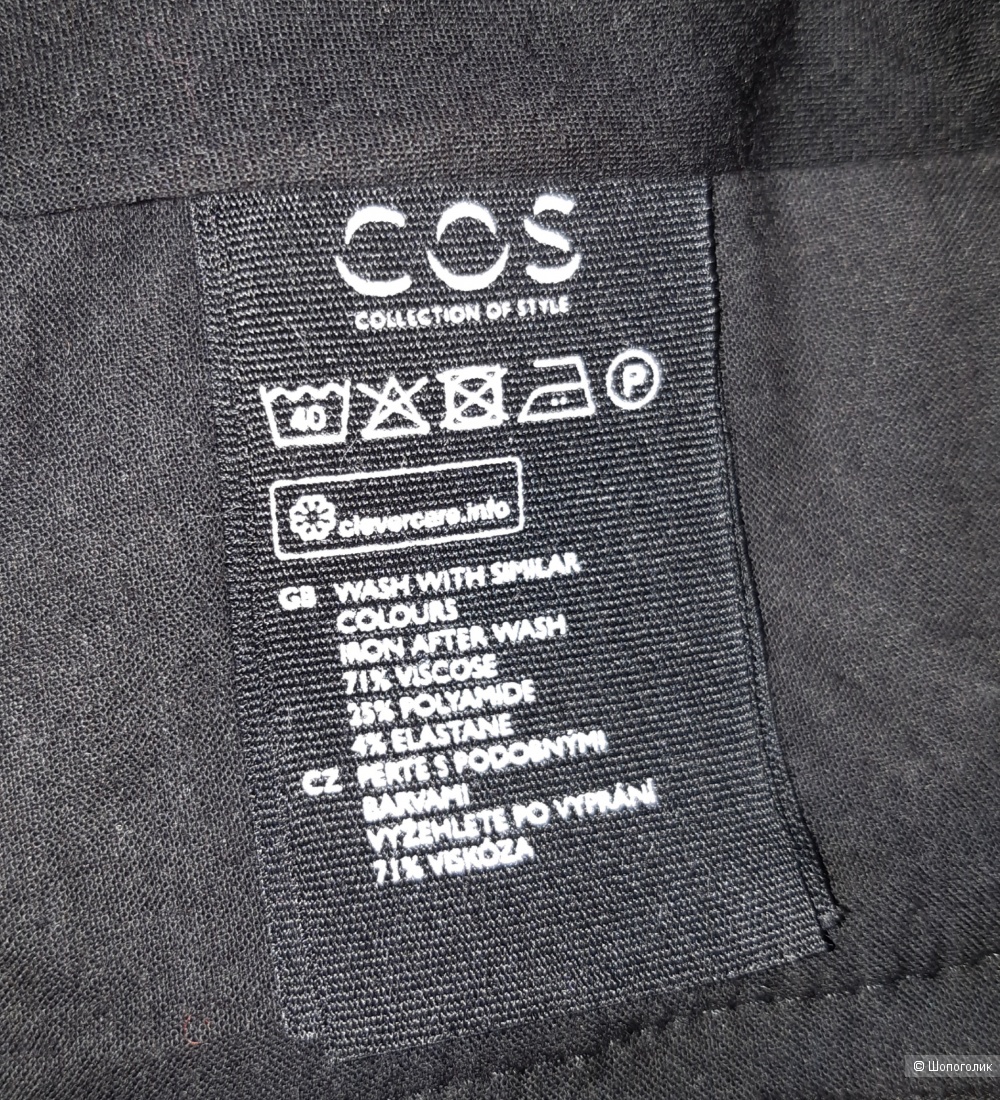 COS
COLLECTION OF STYLE
40
P
clevercare.info
GB WASH WITH SIMILAR
COLOURS
IRON AFTER WASH
71% VISCOSE
25% POLYAMIDE
4% ELASTANE
CZ PERTE S PODOBNÝMI
BARVAMI
VYŽEHLETE PO VYPRÁNÍ
71% VISKÓZA
© Шопоголик